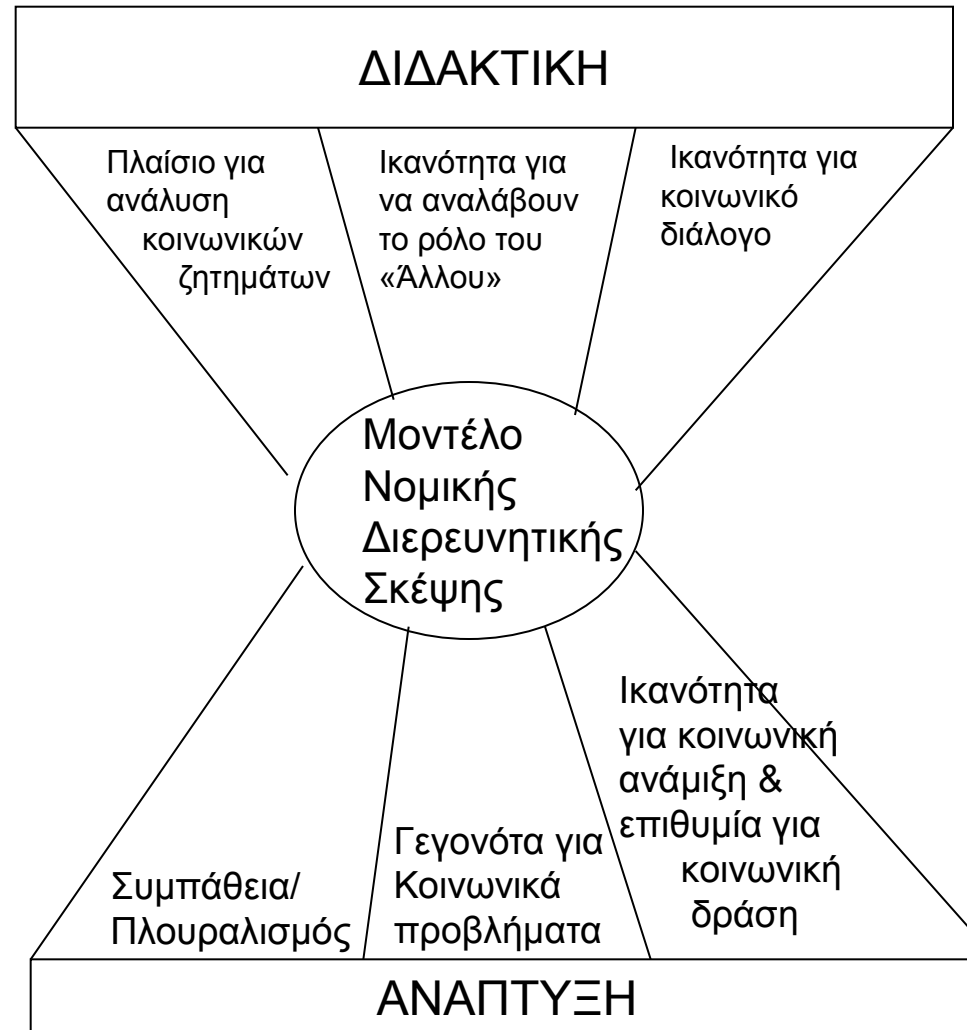 ΔΙΔΑΚΤΙΚΗ
Πλαίσιο για
ανάλυση
κοινωνικών
ζητημάτων
Ικανότητα για
να αναλάβουν
το ρόλο του
«Άλλου»
Ικανότητα για
κοινωνικό
διάλογο
Μοντέλο
Νομικής
Διερευνητικής
Σκέψης
Συμπάθεια/
Πλουραλισμός
Γεγονότα για
Κοινωνικά
προβλήματα
Ικανότητα
για κοινωνική
ανάμιξη &
επιθυμία για
κοινωνική
δράση
ΑΝΑΠΤΥΞΗ